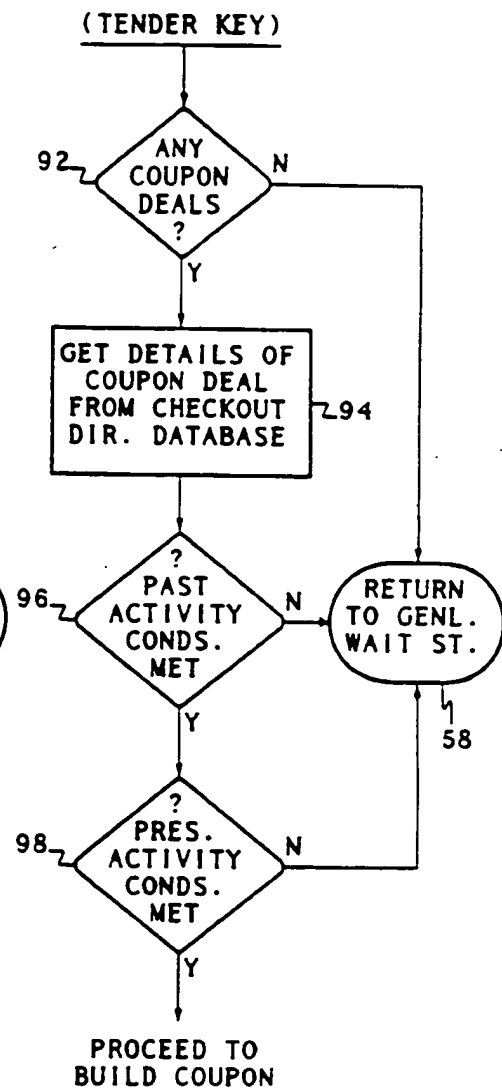 (TENDER KEY)
92
ANY
COUPON
DEALS
?
N
Y
GET DETAILS OF
COUPON DEAL
FROM CHECKOUT
DIR. DATABASE
94
96
?
PAST
ACTIVITY
CONDS.
MET
N
Y
RETURN
TO GENL.
WAIT ST.
58
98
?
PRES.
ACTIVITY
CONDS.
MET
N
Y
PROCEED TO
BUILD COUPON